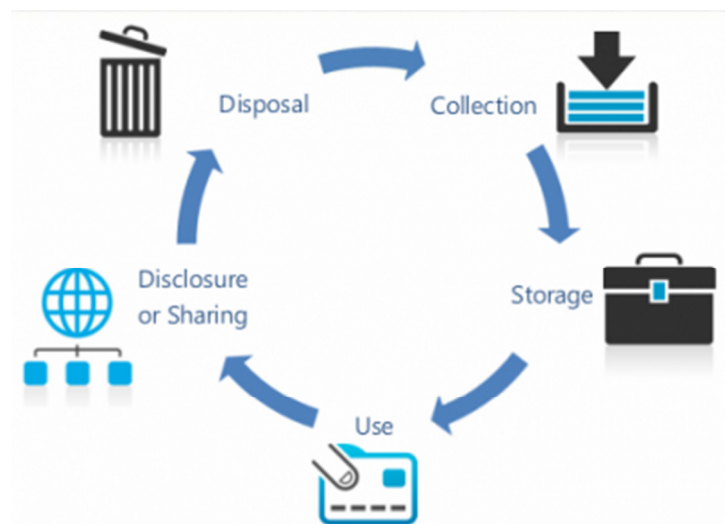 Disposal
Collection
Storage
Use
Disclosure
or Sharing